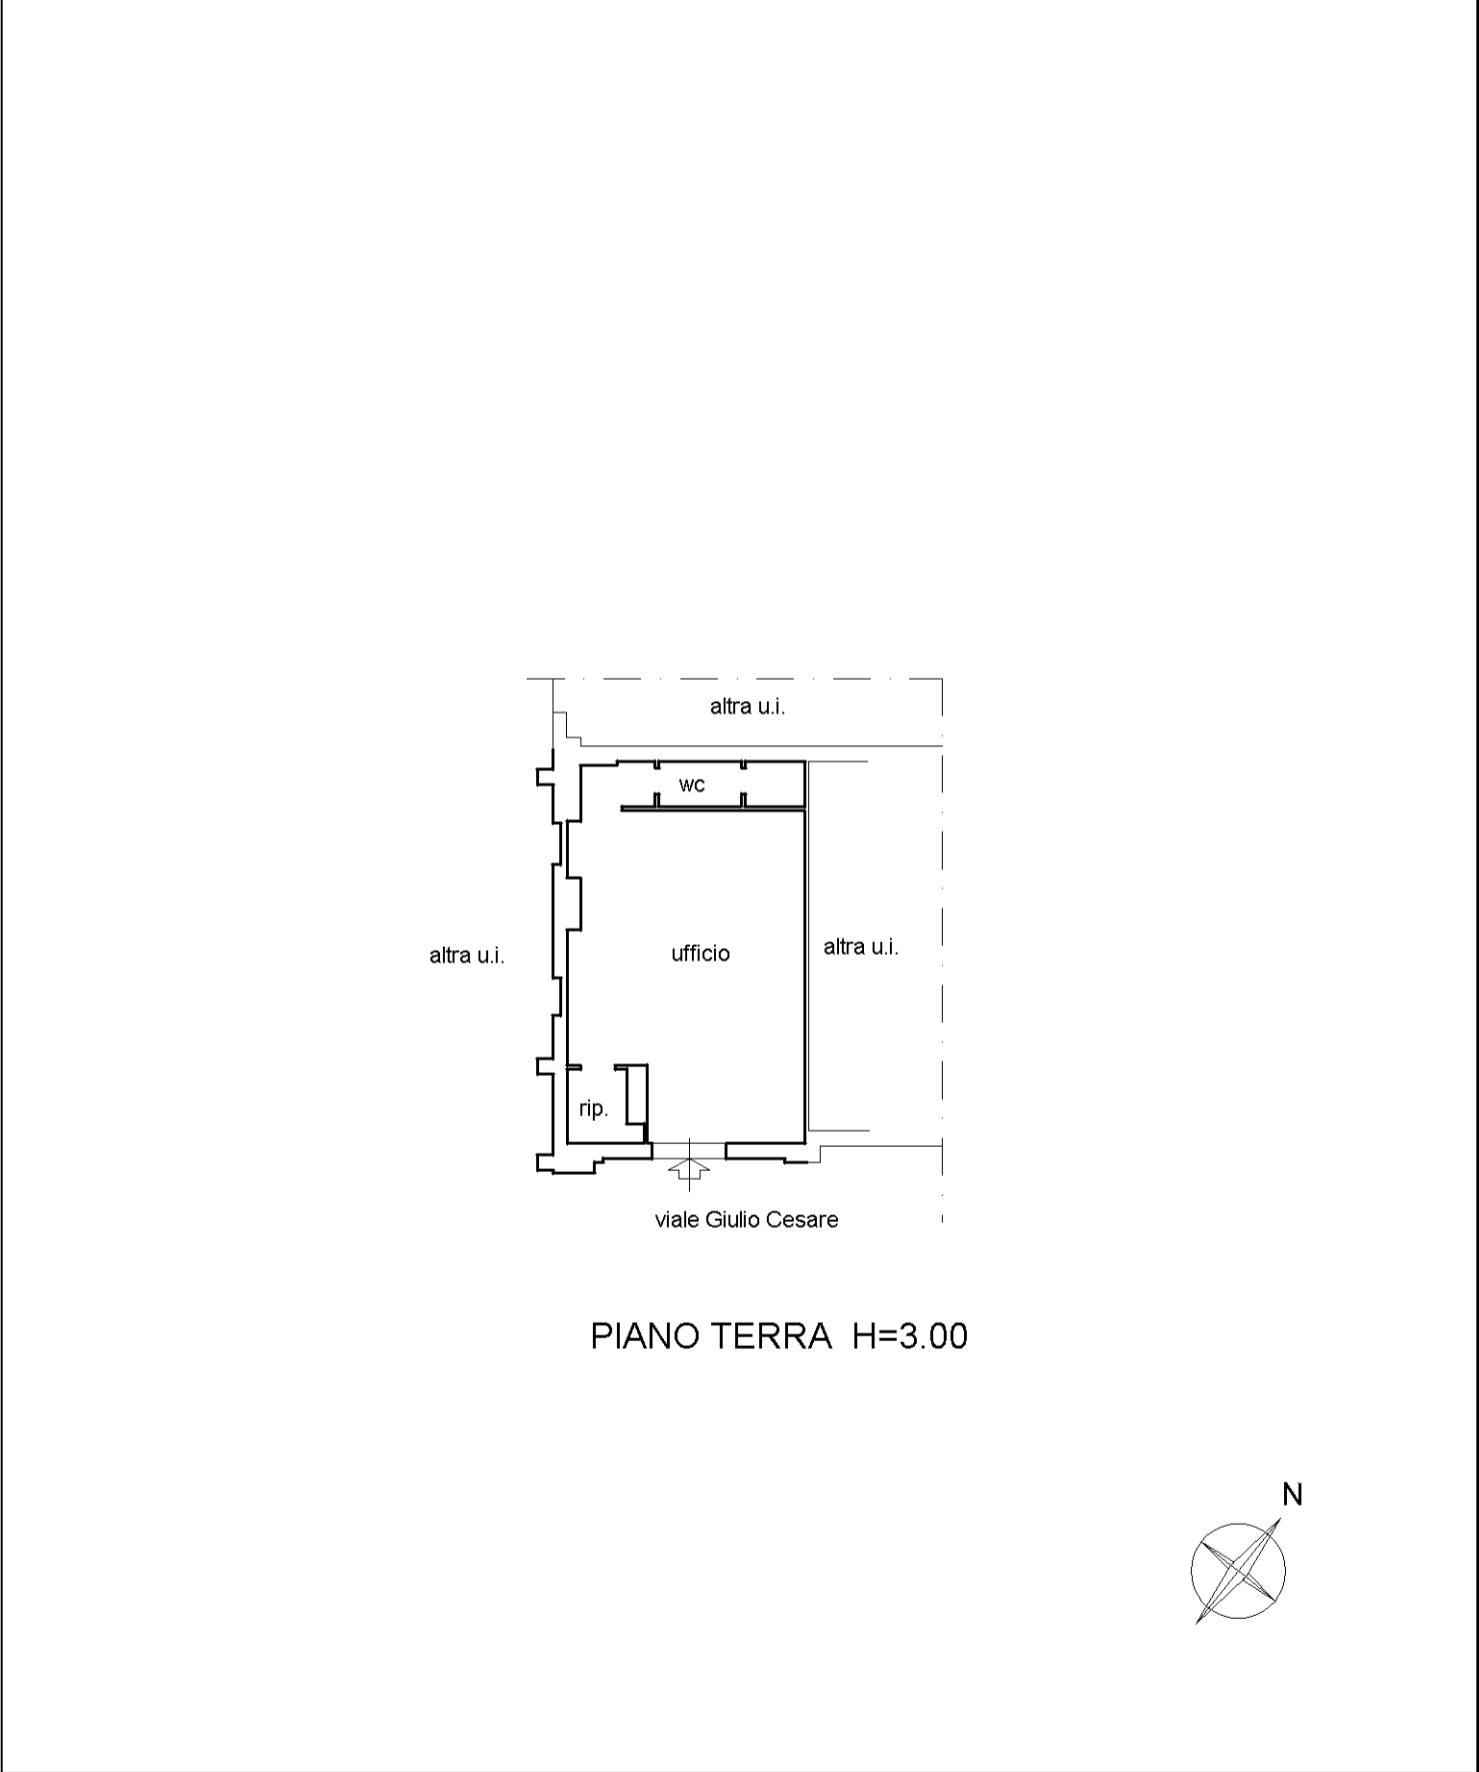 altra u.i.
wc
altra u.i.
ufficio
altra u.i.
rip.
viale Giulio Cesare
PIANO TERRA H=3.00
N